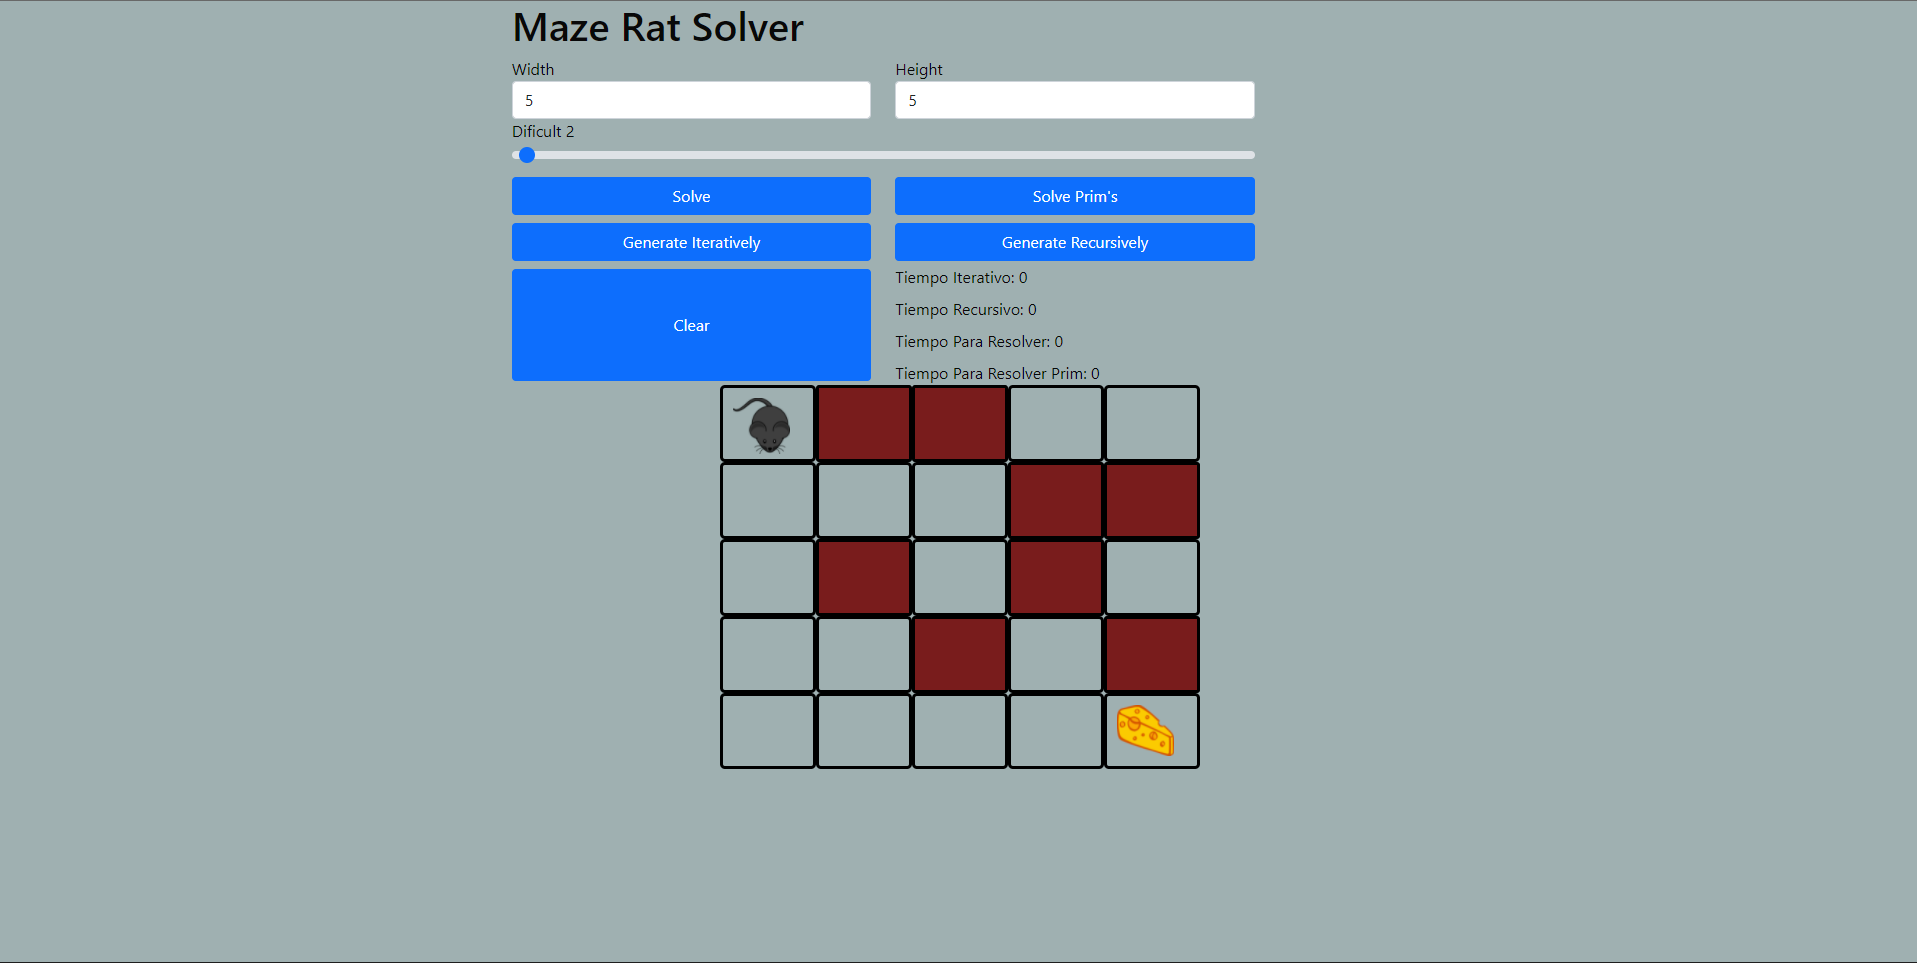 Maze Rat Solver
Width
Height
5
5
Dificult 2
Solve
Solve Prim's
Generate Iteratively
Generate Recursively
Clear
Tiempo Iterativo: 0
Tiempo Recursivo: 0
Tiempo Para Resolver: 0
Tiempo Para Resolver Prim: 0